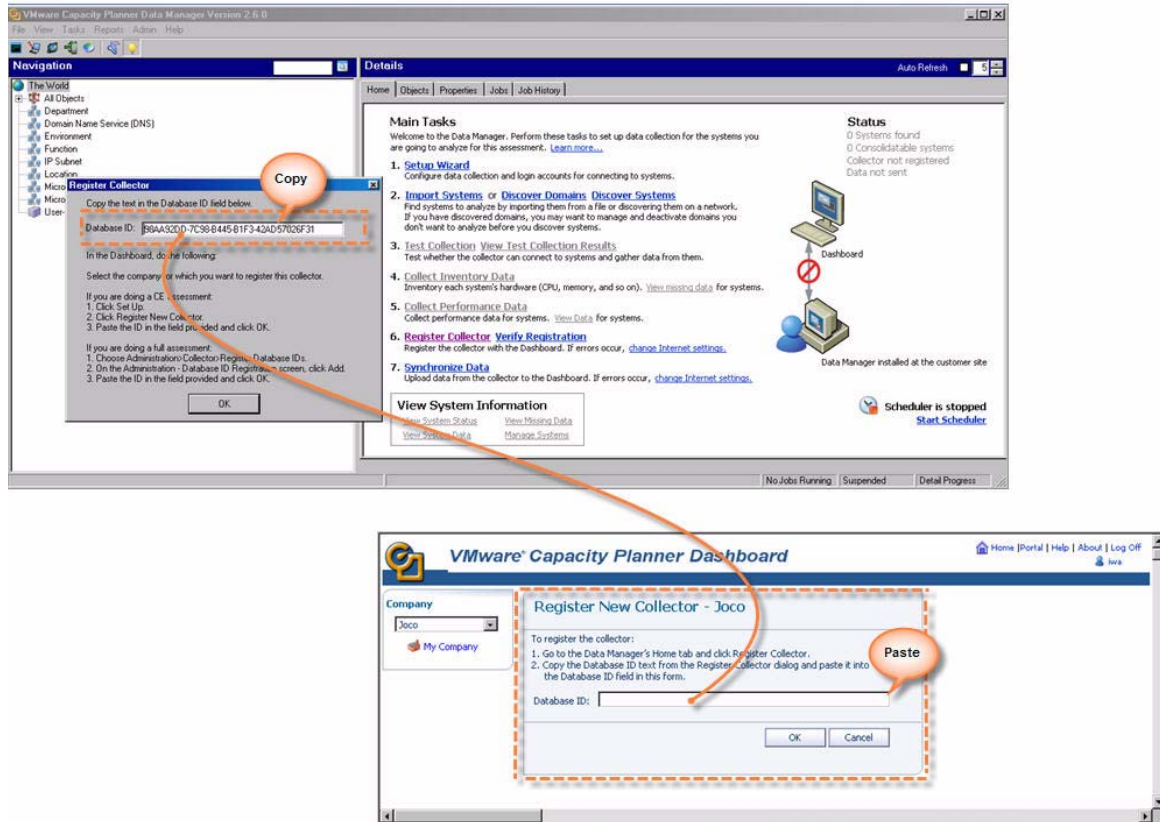 VMware Capacity Planner Data Manager Version 2.6.0
File View Tasks Reports Admin Help
Navigation
The World
All Objects
Department
Domain Name Service (DNS)
Environment
Function
IP Subnet
Location
Micro
Micro
User-
Register Collector
Copy the text in the Database ID field below.
Copy
Database ID: 98AA92DD-7C98-B445-B1F3-42AD57026F31
In the Dashboard, do the following:
Select the company for which you want to register this collector.
If you are doing a CE assessment:
1. Click Set Up.
2. Click Register New Collector.
3. Paste the ID in the field provided and click OK.
If you are doing a full assessment:
1. Choose Administration>Collector>Register Database IDs.
2. On the Administration - Database ID Registration screen, click Add.
3. Paste the ID in the field provided and click OK.
OK
Details
Auto Refresh 5
Home Objects Properties Jobs Job History
Main Tasks
Welcome to the Data Manager. Perform these tasks to set up data collection for the systems you
are going to analyze for this assessment. Learn more...
1. Setup Wizard
Configure data collection and login accounts for connecting to systems.
2. Import Systems or Discover Domains Discover Systems
Find systems to analyze by importing them from a file or discovering them on a network.
If you have discovered domains, you may want to manage and deactivate domains you
don't want to analyze before you discover systems.
3. Test Collection View Test Collection Results
Test whether the collector can connect to systems and gather data from them.
4. Collect Inventory Data
Inventory each system's hardware (CPU, memory, and so on). View missing data for systems.
5. Collect Performance Data
Collect performance data for systems. View Data for systems.
6. Register Collector Verify Registration
Register the collector with the Dashboard. If errors occur, change Internet settings.
7. Synchronize Data
Upload data from the collector to the Dashboard. If errors occur, change Internet settings.
View System Information
View System Status View Missing Data
View System Data Manage Systems
Status
0 Systems found
0 Consolidatable systems
Collector not registered
Data not sent
Dashboard
Data Manager installed at the customer site
Scheduler is stopped
Start Scheduler
No Jobs Running Suspended Detail Progress
VMware® Capacity Planner Dashboard
Home |Portal | Help | About | Log Off
iwa
Company
Joco
My Company
Register New Collector - Joco
To register the collector:
1. Go to the Data Manager's Home tab and click Register Collector.
2. Copy the Database ID text from the Register Collector dialog and paste it into
the Database ID field in this form.
Paste
Database ID:
OK Cancel